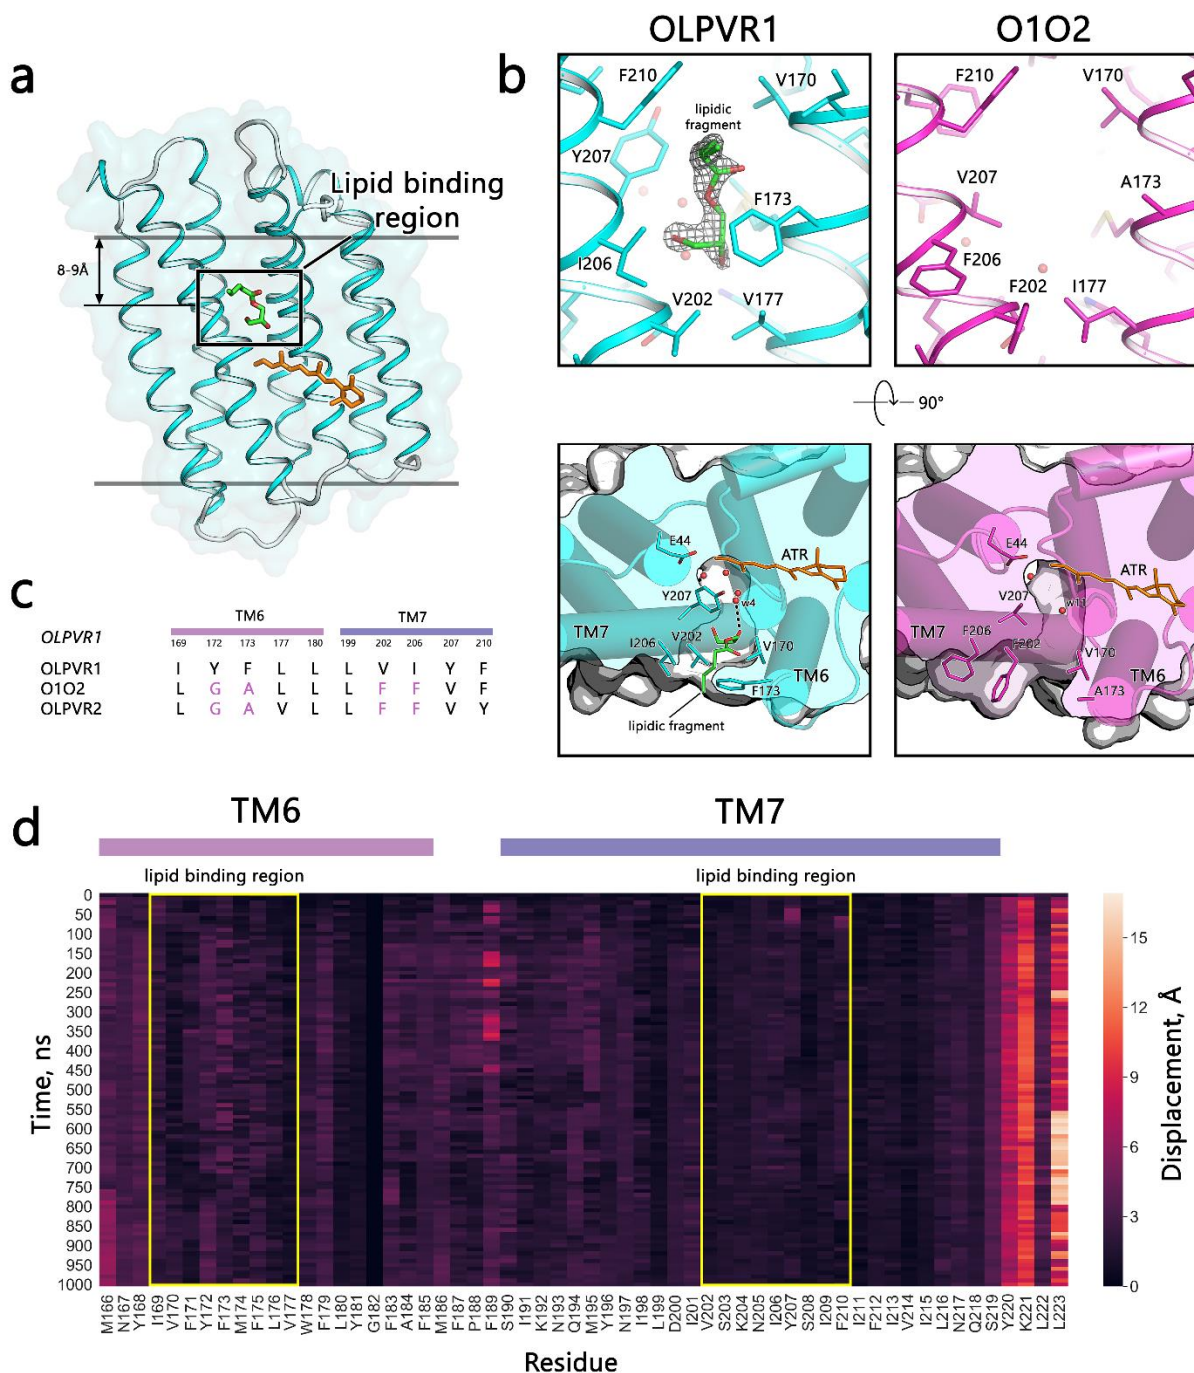 OLPVR1
O1O2
a
Lipid binding
region
8-9Å
b
F210
V170
lipidic
fragment
Y207
F173
I206
V202
V177
F210
V170
V207
A173
F206
F202
I177
90°
E44
ATR
Y207
w4
TM7
I206
V202
V170
F173
TM6
lipidic fragment
E44
ATR
V207
w11
TM7
F206
F202
V170
TM6
A173
c
TM6
TM7
OLPVR1
169 172 173 177 180 199 202 206 207 210
OLPVR1 I Y F L L L V I Y F
O1O2 L G A L L L F F V F
OLPVR2 L G A V L L F F V Y
d
TM6
TM7
lipid binding region
lipid binding region
0
50
100
150
200
250
300
350
400
450
500
550
600
650
700
750
800
850
900
950
1000
Time, ns
M166 N167 Y168 I169 V170 F171 Y172 F173 M174 F175 L176 V177 W178 F179 L180 Y181 G182 F183 A184 F185 M186 F187 P188 F189 S190 I191 K192 N193 Q194 M195 Y196 N197 I198 L199 D200 I201 V202 S203 K204 N205 I206 Y207 S208 I209 F210 I211 F212 I213 V214 I215 L216 N217 Q218 S219 Y220 K221 L222 L223
Residue
15
12
9
6
3
0
Displacement, Å